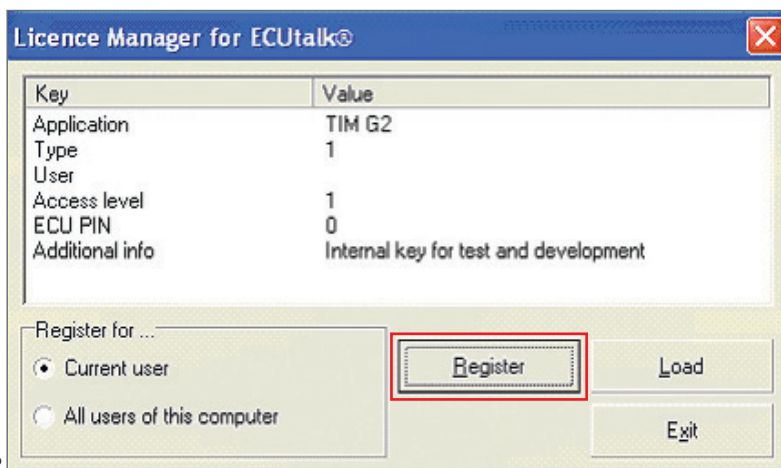 Licence Manager for ECUtalk®
Key Value
Application TIM G2
Type 1
User
Access level 1
ECU PIN 0
Additional info Internal key for test and development
Register for ...
Current user
All users of this computer
Register
Load
Exit